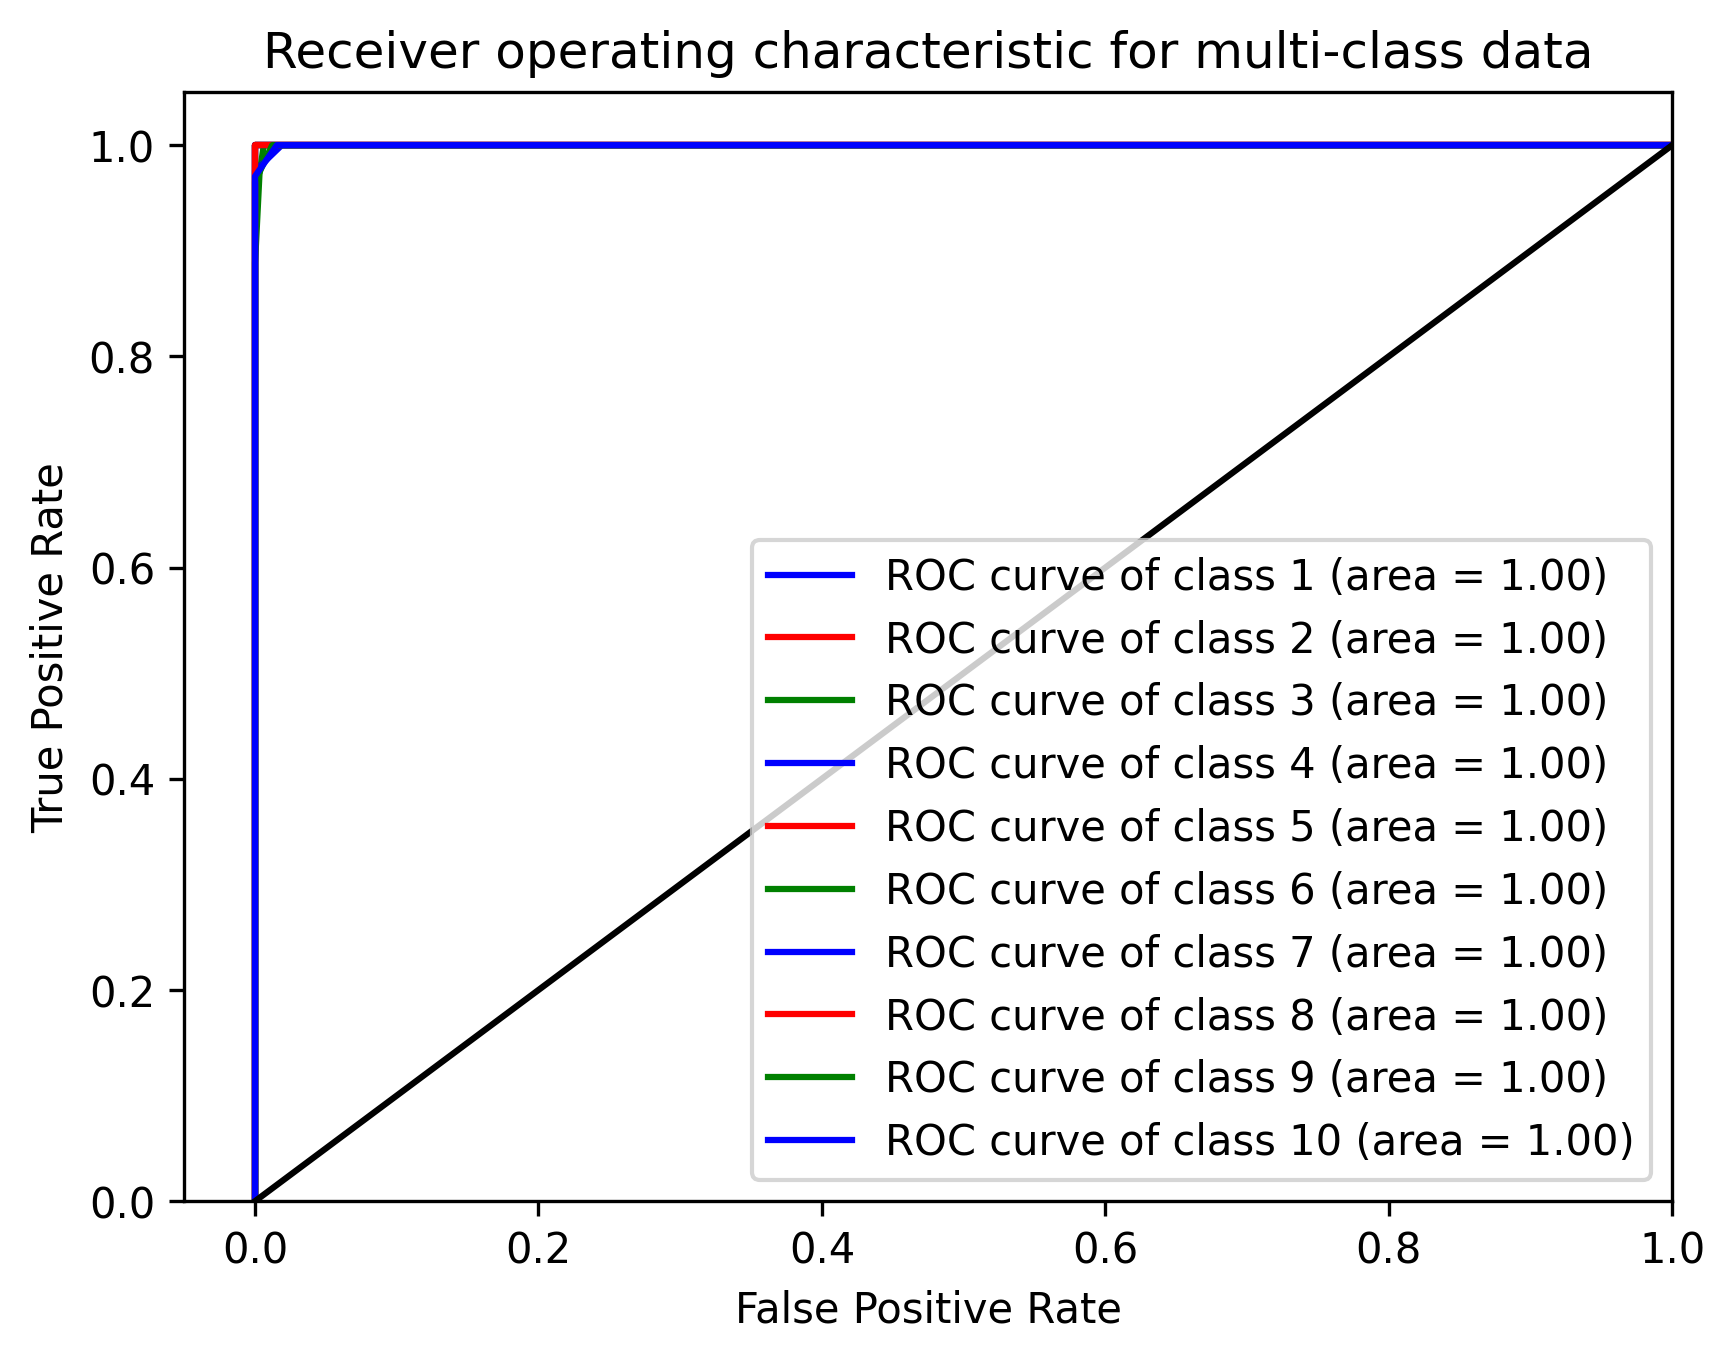 Receiver operating characteristic for multi-class data
1.0
0.8
0.6
0.4
0.2
0.0
True Positive Rate
ROC curve of class 1 (area = 1.00)
ROC curve of class 2 (area = 1.00)
ROC curve of class 3 (area = 1.00)
ROC curve of class 4 (area = 1.00)
ROC curve of class 5 (area = 1.00)
ROC curve of class 6 (area = 1.00)
ROC curve of class 7 (area = 1.00)
ROC curve of class 8 (area = 1.00)
ROC curve of class 9 (area = 1.00)
ROC curve of class 10 (area = 1.00)
0.0 0.2 0.4 0.6 0.8 1.0
False Positive Rate